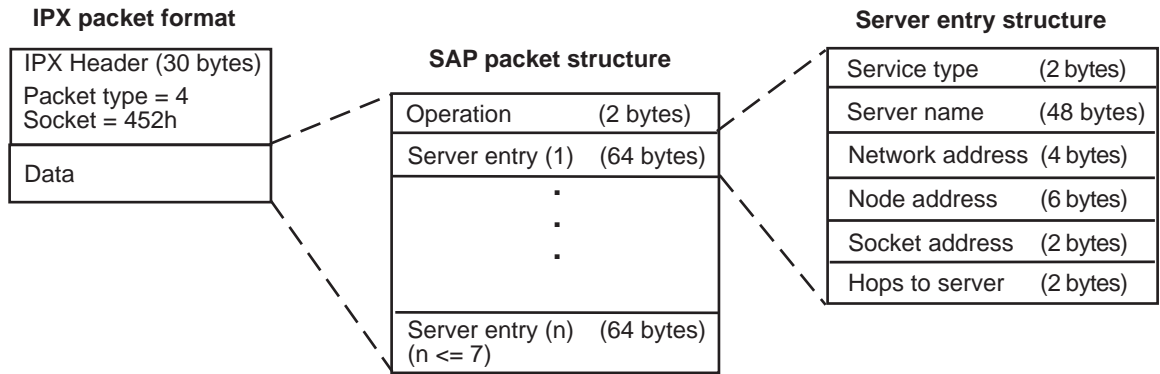 IPX packet format
IPX Header (30 bytes)
Packet type = 4
Socket = 452h
Data
SAP packet structure
Operation (2 bytes)
Server entry (1) (64 bytes)
.
.
.
Server entry (n) (64 bytes)
(n <= 7)
Server entry structure
Service type (2 bytes)
Server name (48 bytes)
Network address (4 bytes)
Node address (6 bytes)
Socket address (2 bytes)
Hops to server (2 bytes)